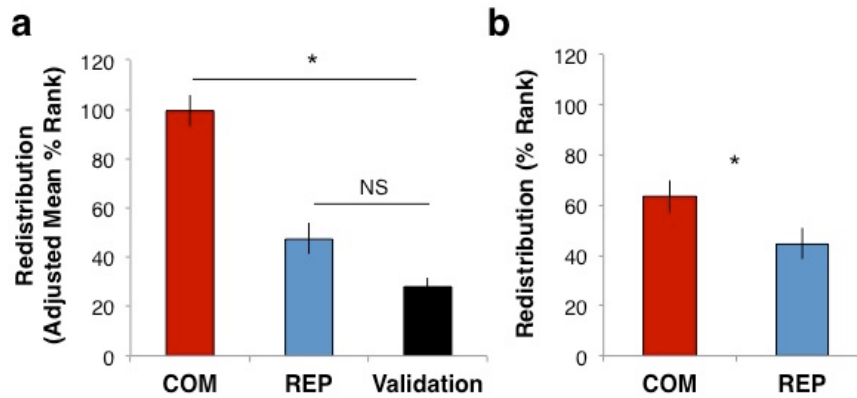 a
Redistribution
(Adjusted Mean % Rank)
120
100
80
60
40
20
0
*
NS
COM REP Validation
b
Redistribution (% Rank)
120
100
80
60
40
20
0
*
COM REP